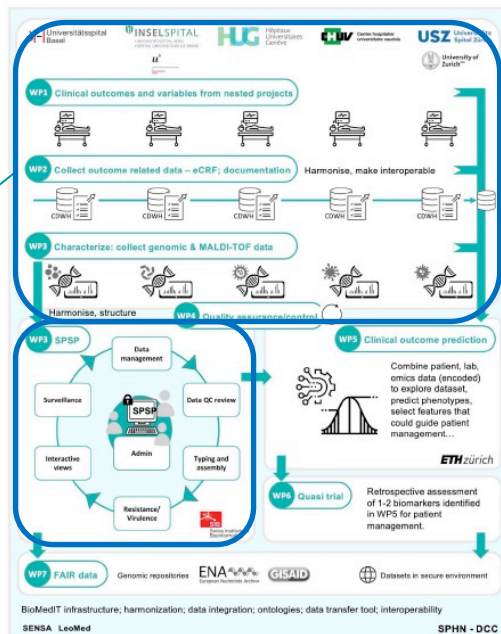 Universitätsspital
Basel
INSELSPITAL
HUG
Hôpitaux
Universitaires
Genève
CHUV
Centre hospitalier
universitaire vaudois
USZ
Universitäts
Spital Zürich
University of
Zurich
WP1 Clinical outcomes and variables from nested projects
WP2 Collect outcome related data – eCRF; documentation
Harmonise, make interoperable
CDWH CDWH CDWH CDWH CDWH
WP3 Characterize: collect genomic & MALDI-TOF data
Harmonise, structure
WP4 Quality assurance/control
WP3 SPSP
Data
management
Surveillance
Data QC review
SPSP
Admin
Interactive
views
Typing and
assembly
Resistance/
Virulence
SIB
Swiss Institute of
Bioinformatics
WP5 Clinical outcome prediction
Combine patient, lab,
omics data (encoded)
to explore dataset,
predict phenotypes,
select features that
could guide patient
management...
ETHzürich
WP6 Quasi trial
Retrospective assessment
of 1-2 biomarkers identified
in WP5 for patient
management.
WP7 FAIR data
Genomic repositories
ENA
European Nucleotide Archive
GISAID
Datasets in secure environment
BioMedIT infrastructure; harmonization; data integration; ontologies; data transfer tool; interoperability
SENSA LeoMed
SPHN - DCC